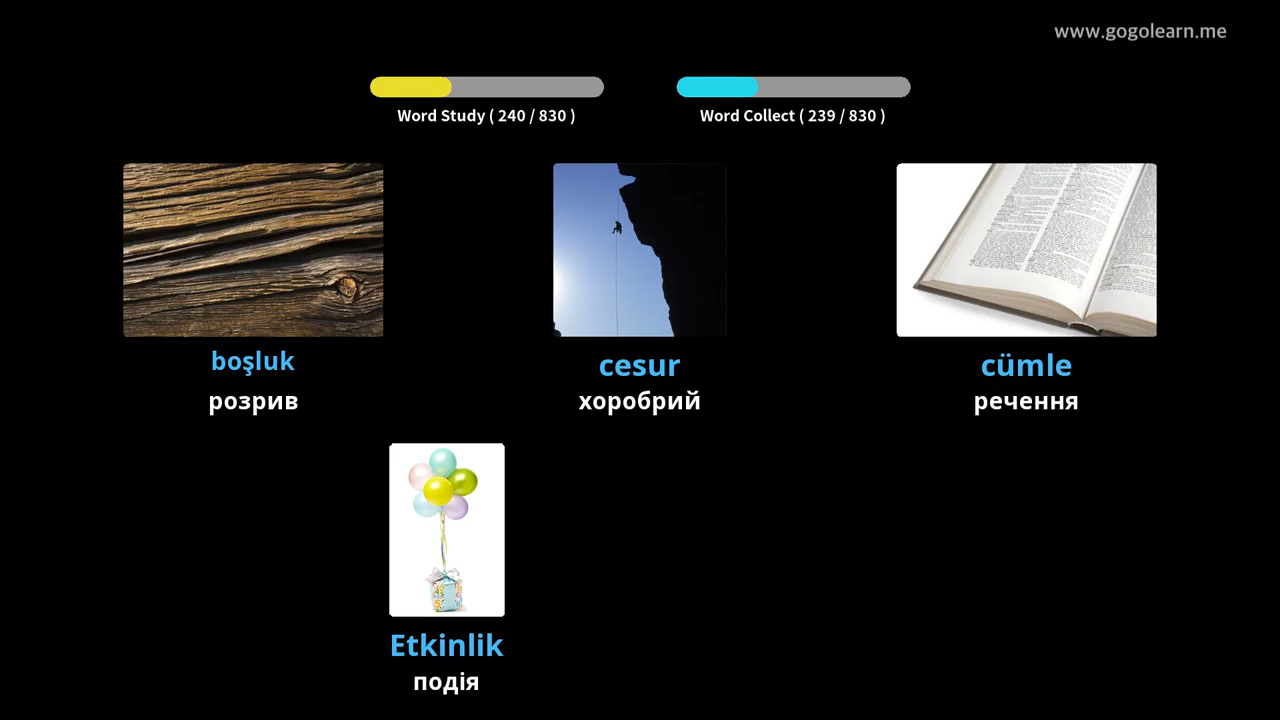 www.gogolearn.me
Word Study ( 240 / 830 )
Word Collect ( 239 / 830 )
boşluk
розрив
cesur
хоробрий
cümle
речення
Etkinlik
подія